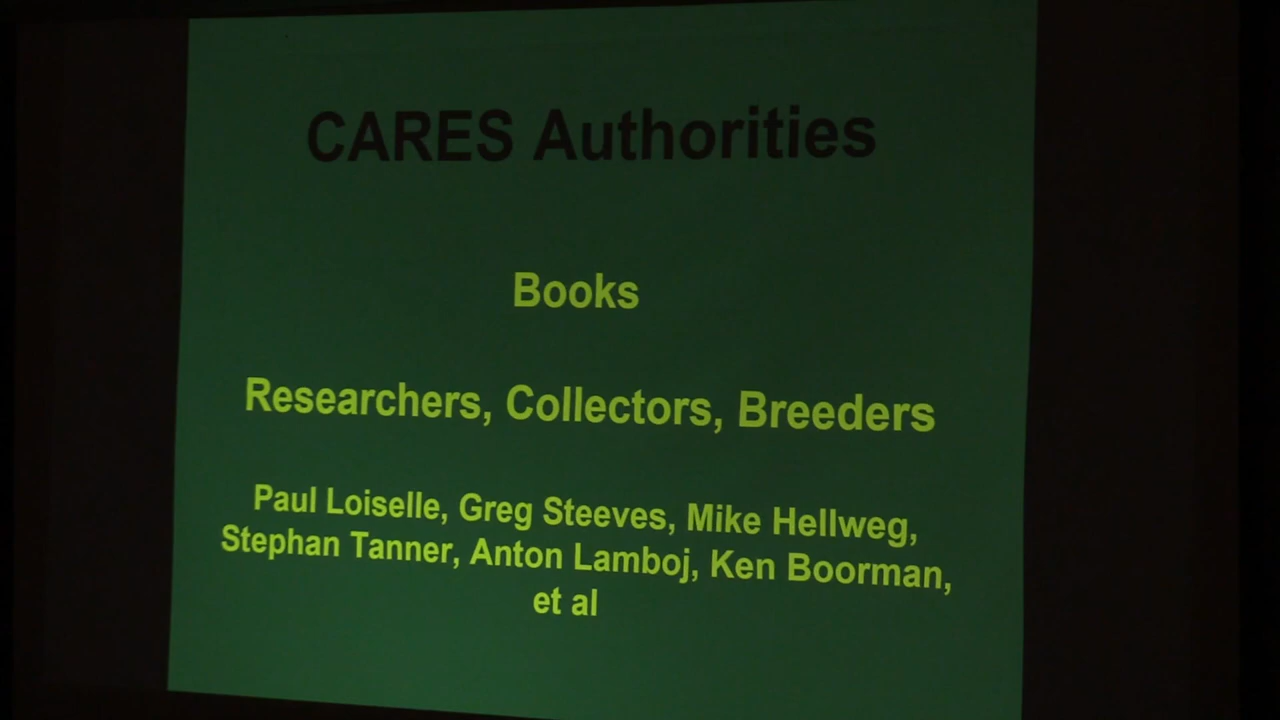 CARES Authorities
Books
Researchers, Collectors, Breeders
Paul Loiselle, Greg Steeves, Mike Hellweg,
Stephan Tanner, Anton Lamboj, Ken Boorman,
et al